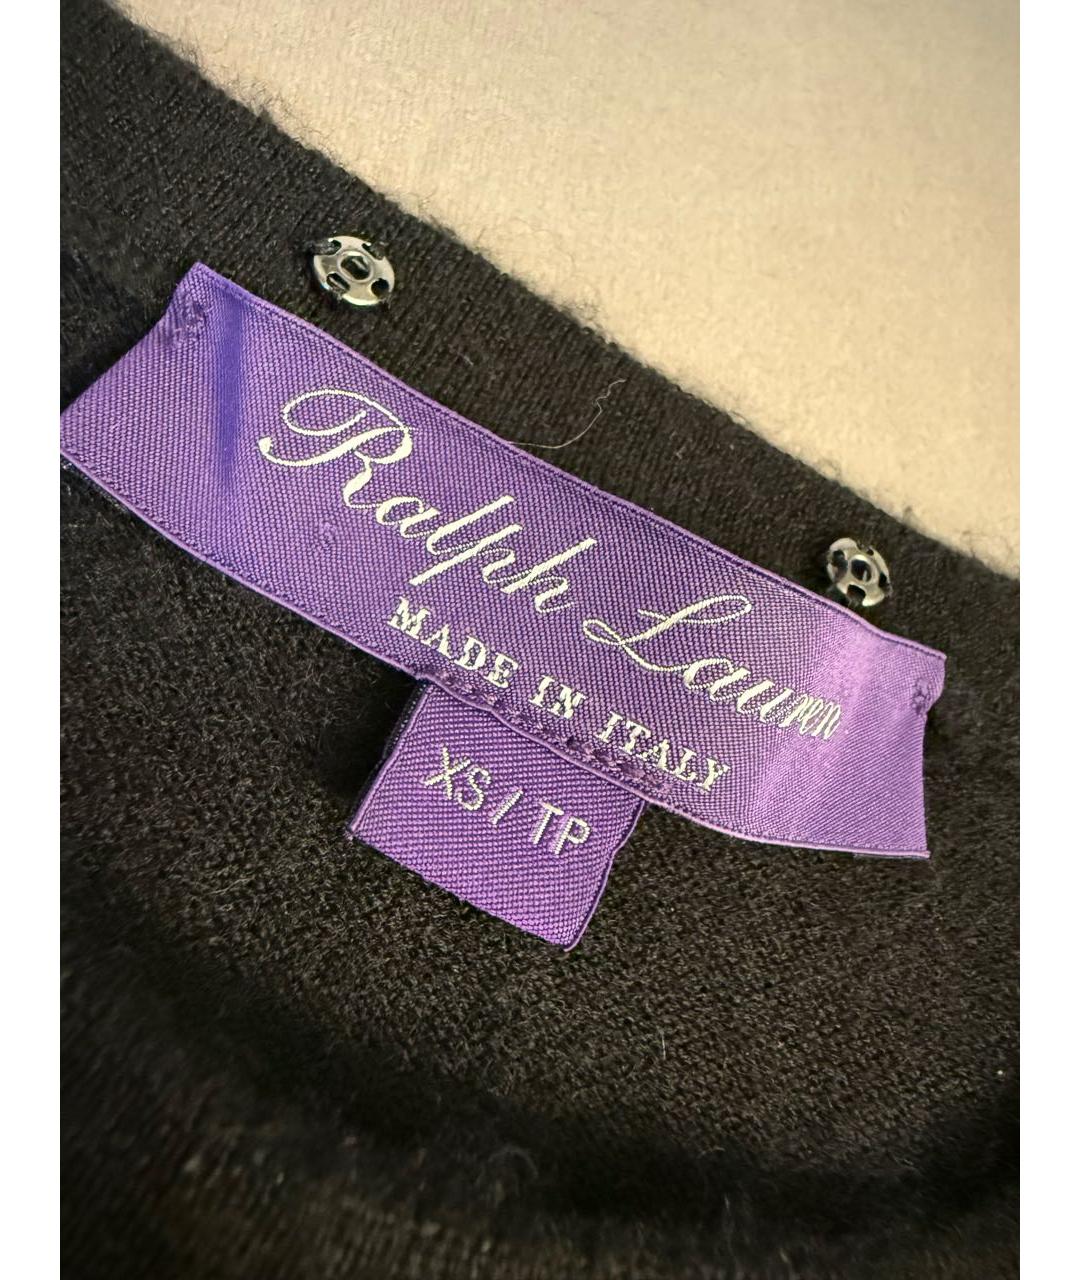 Ralph Lauren
MADE IN ITALY
XS / TP